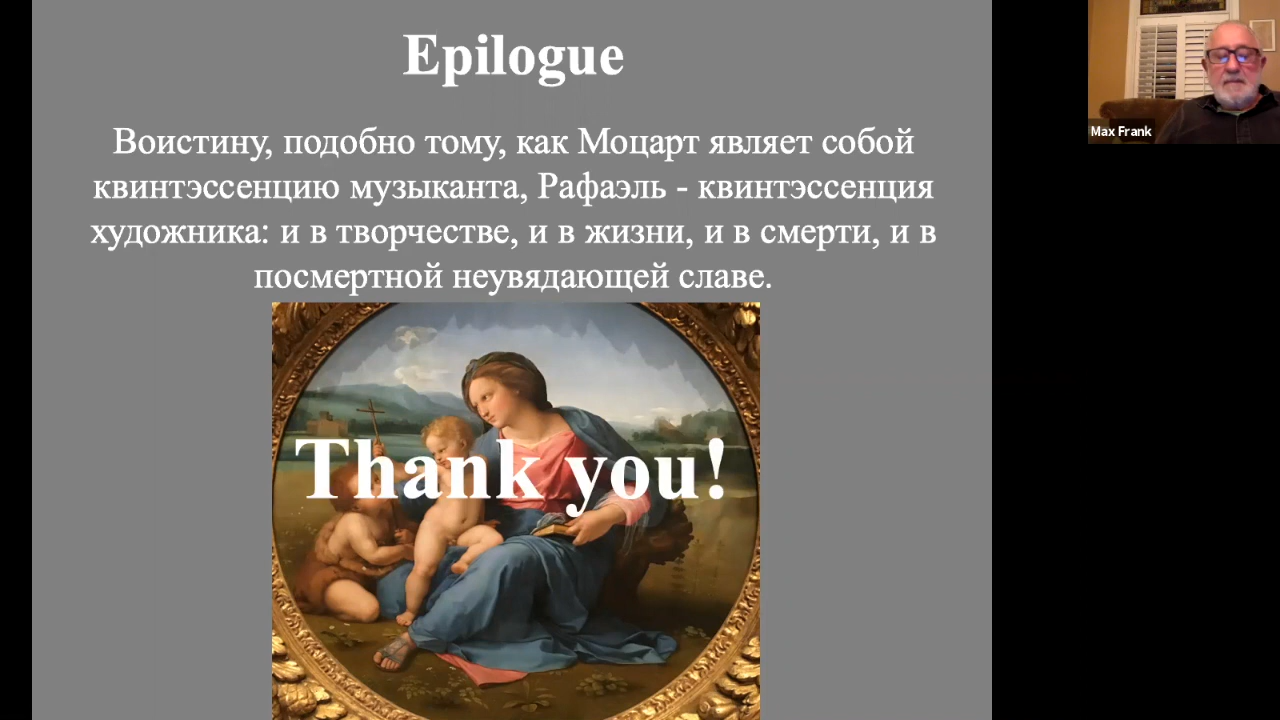 Epilogue
Воистину, подобно тому, как Моцарт являет собой
квинтэссенцию музыканта, Рафаэль - квинтэссенция
художника: и в творчестве, и в жизни, и в смерти, и в
посмертной неувядающей славе.
Thank you!
Max Frank